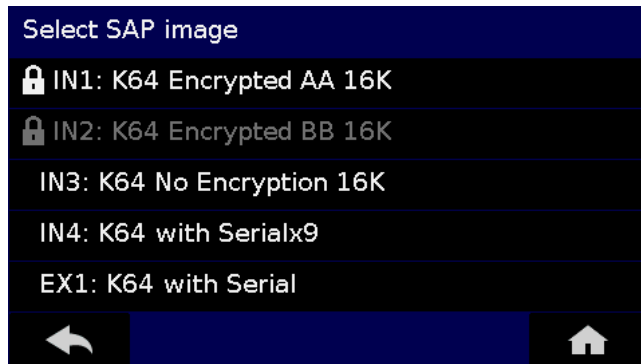 Select SAP image
IN1: K64 Encrypted AA 16K
IN2: K64 Encrypted BB 16K
IN3: K64 No Encryption 16K
IN4: K64 with Serialx9
EX1: K64 with Serial